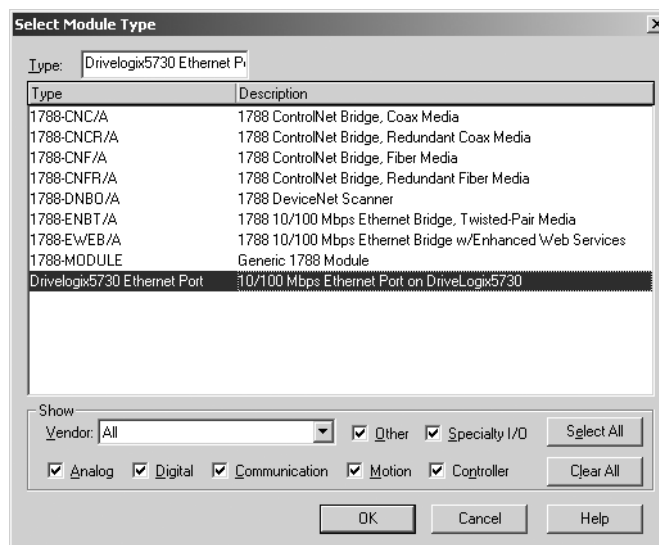 Select Module Type
Type: Drivelogix5730 Ethernet P
Type Description
1788-CNC/A 1788 ControlNet Bridge, Coax Media
1788-CNCR/A 1788 ControlNet Bridge, Redundant Coax Media
1788-CNF/A 1788 ControlNet Bridge, Fiber Media
1788-CNFR/A 1788 ControlNet Bridge, Redundant Fiber Media
1788-DNBO/A 1788 DeviceNet Scanner
1788-ENBT/A 1788 10/100 Mbps Ethernet Bridge, Twisted-Pair Media
1788-EWEB/A 1788 10/100 Mbps Ethernet Bridge w/Enhanced Web Services
1788-MODULE Generic 1788 Module
Drivelogix5730 Ethernet Port 10/100 Mbps Ethernet Port on DriveLogix5730
Show
Vendor: All Other Specialty I/O Select All
Analog Digital Communication Motion Controller Clear All
OK Cancel Help